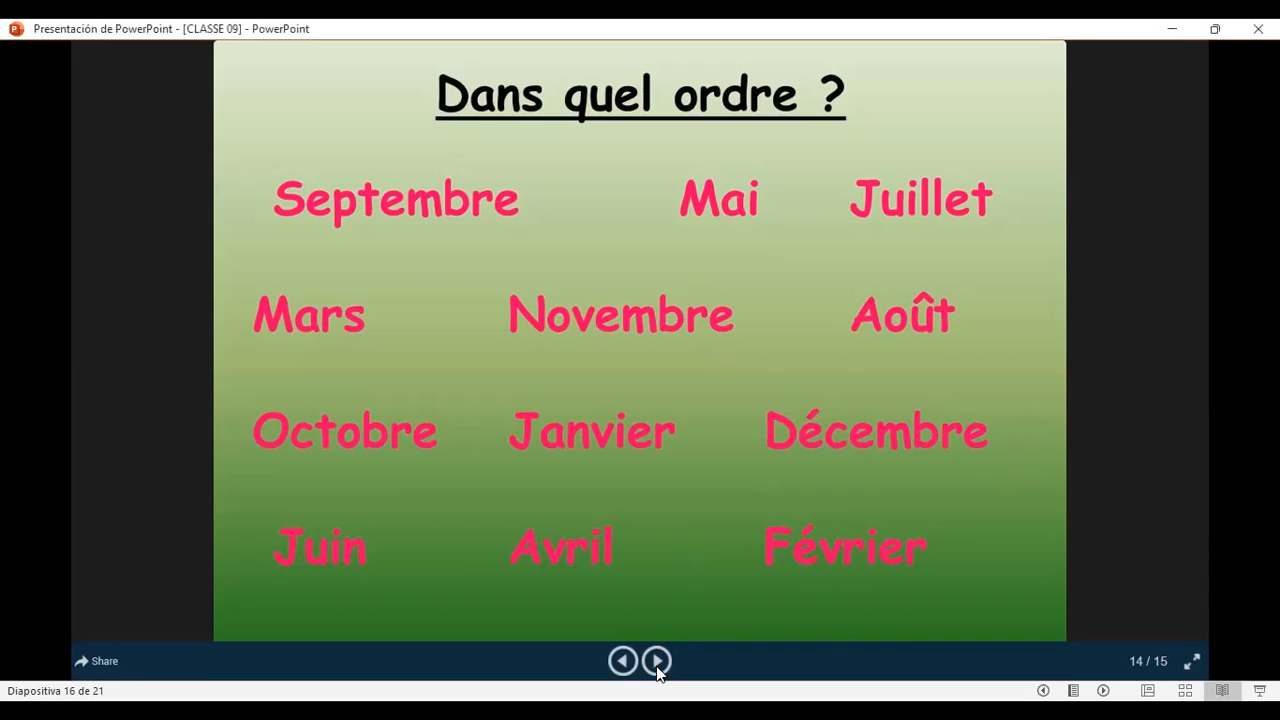 Presentación de PowerPoint - [CLASSE 09] - PowerPoint
Dans quel ordre ?
Septembre Mai Juillet
Mars Novembre Août
Octobre Janvier Décembre
Juin Avril Février
Share 14 / 15
Diapositiva 16 de 21